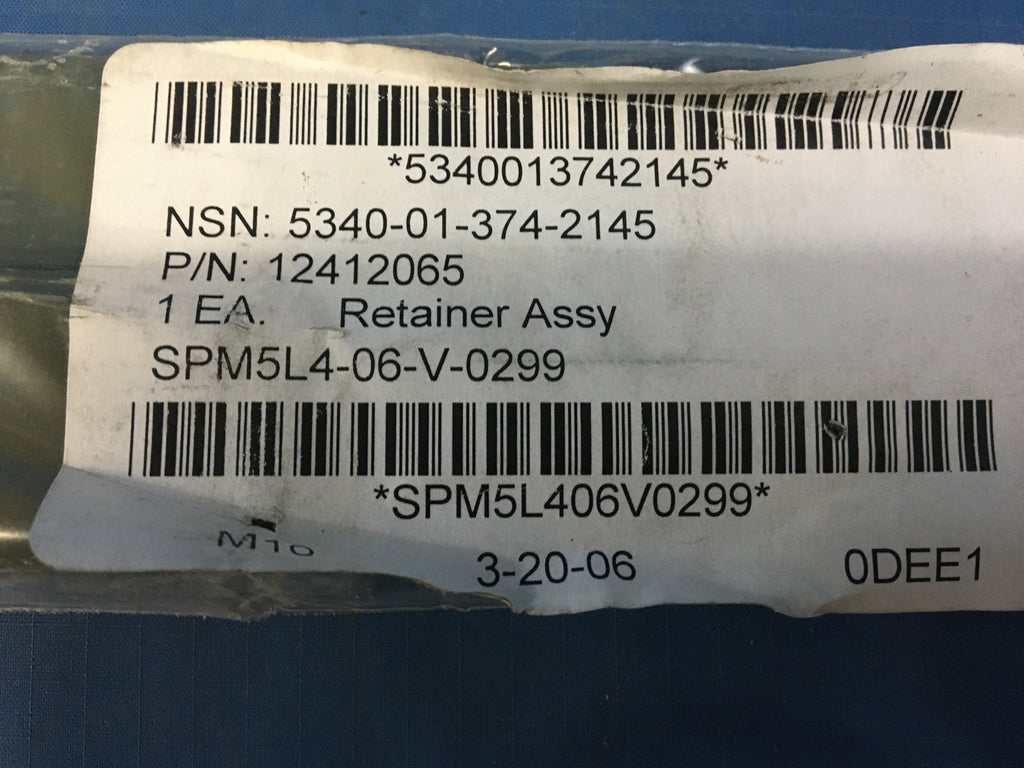 *5340013742145*
NSN: 5340-01-374-2145
P/N: 12412065
1 EA. Retainer Assy
SPM5L4-06-V-0299
*SPM5L406V0299*
M10 3-20-06 0DEE1